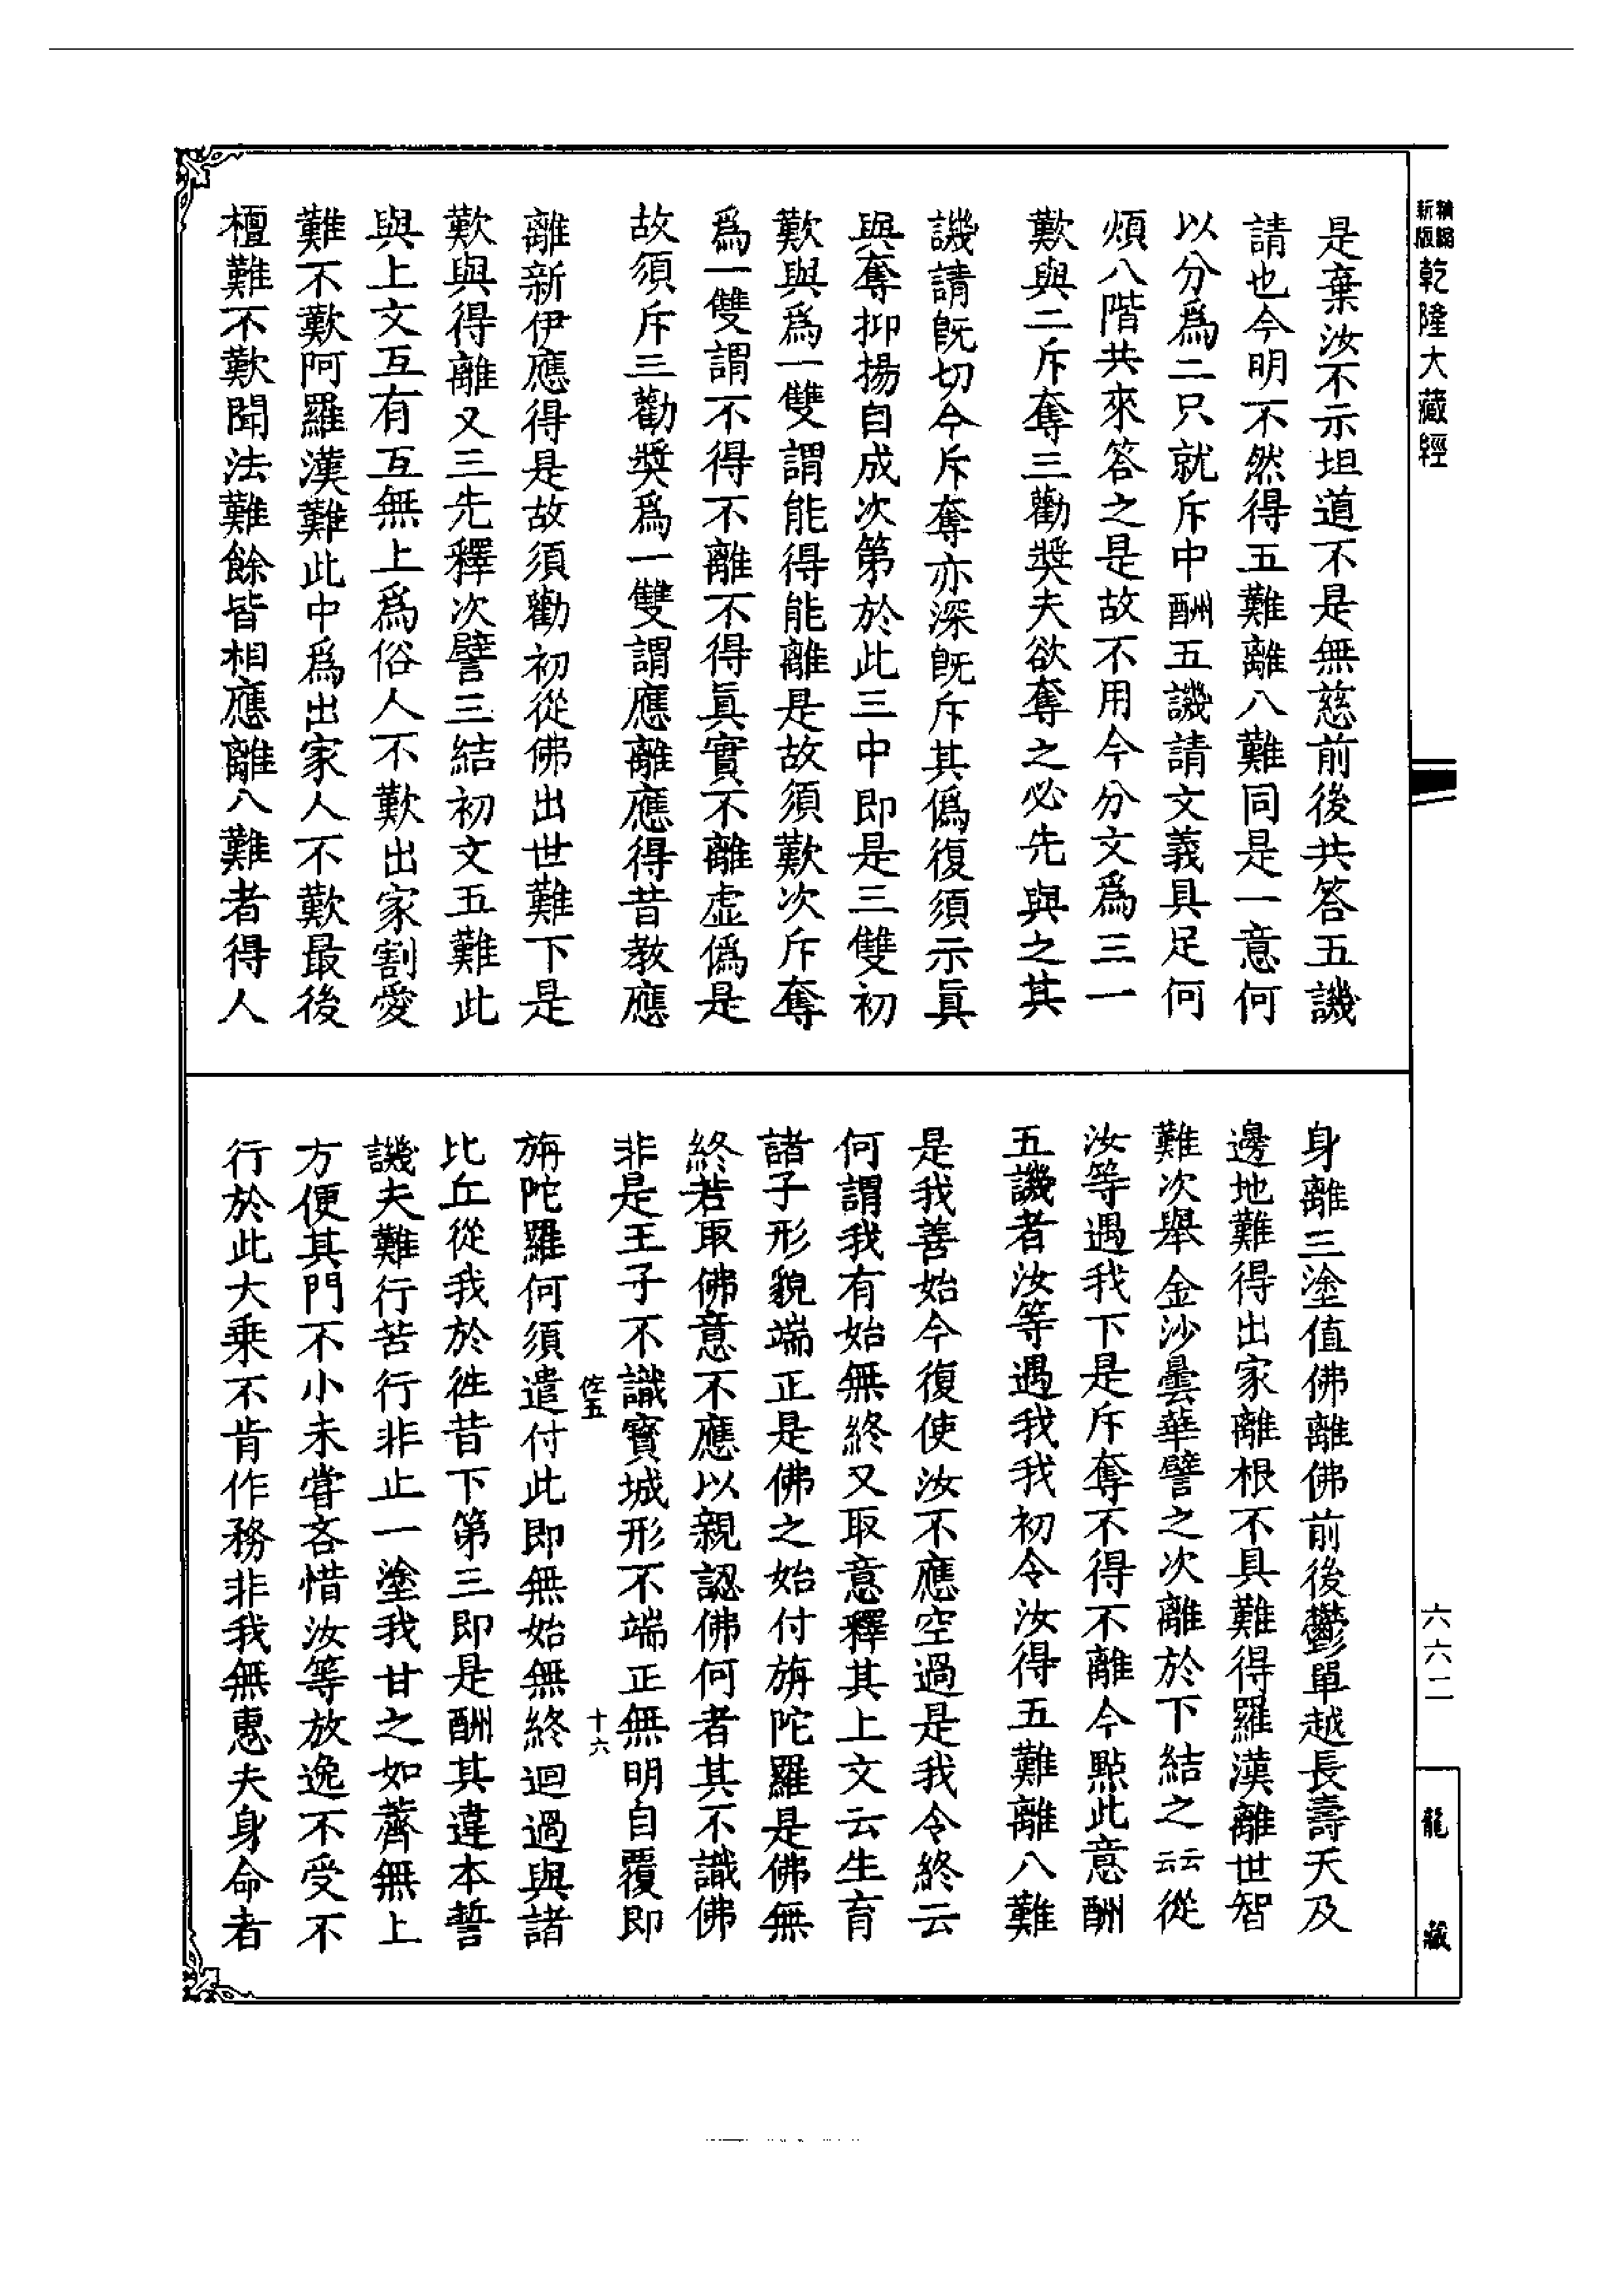 新編
縮版
乾隆大藏經
是棄汝不示坦道不是無慈前後共答五譏
請也今明不然得五難離八難同是一意何
以分爲二只就斥中酬五譏請文義具足何
煩八階共來答之是故不用今分文爲三一
歎與二斥奪三勸奬夫欲奪之必先與之其
譏請旣切今斥奪亦深旣斥其僞復須示眞
與奪抑揚自成次第於此三中即是三雙初
歎與爲一雙謂能得能離是故須歎次斥奪
爲一雙謂不得不離不得眞實不離虛僞是
故須斥三勸奬爲一雙謂應離應得昔教應
離新伊應得是故須勸初從佛出世難下是
歎與得離又三先釋次譬三結初文五難此
與上文互有互無上爲俗人不歎出家割愛
難不歎阿羅漢難此中爲出家人不歎最後
檀難不歎聞法難餘皆相應離八難者得人
身離三塗值佛離佛前後鬱單越長壽天及
邊地難得出家離根不具難得羅漢離世智
難次舉金沙曇華譬之次離於下結之云云從
汝等遇我下是斥奪不得不離今點此意酬
五譏者汝等遇我我初令汝得五難離八難
是我善始今復使汝不應空過是我令終云
何謂我有始無終又取意釋其上文云生育
諸子形貌端正是佛之始付旃陀羅是佛無
終若取佛意不應以親認佛何者其不識佛
非是王子不識寳城形不端正無明自覆即
佐五
十六
旃陀羅何須遣付此即無始無終迴過與諸
比丘從我於徃昔下第三即是酬其違本誓
譏夫難行苦行非止一塗我甘之如薺無上
方便其門不小未嘗吝惜汝等放逸不受不
行於此大乘不肯作務非我無惠夫身命者
六六二
龍藏